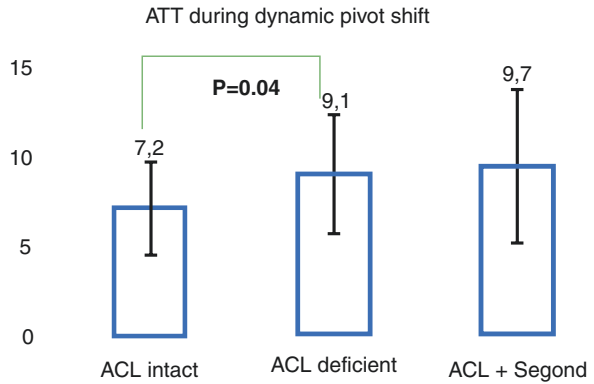 ATT during dynamic pivot shift
15
10
5
0
P=0.04
7,2
9,1
9,7
ACL intact
ACL deficient
ACL + Segond